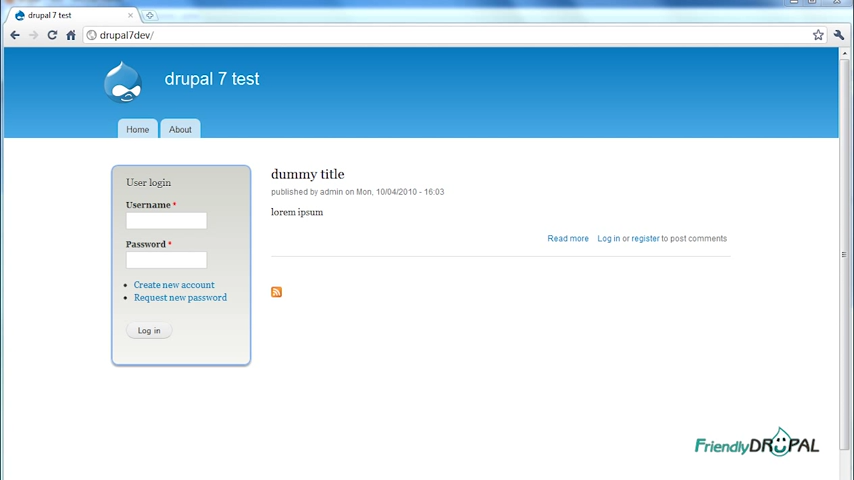 drupal 7 test
drupal7dev/
drupal 7 test
Home About
User login
Username *
Password *
Create new account
Request new password
Log in
dummy title
published by admin on Mon, 10/04/2010 - 16:03
lorem ipsum
Read more Log in or register to post comments
FriendlyDRUPAL